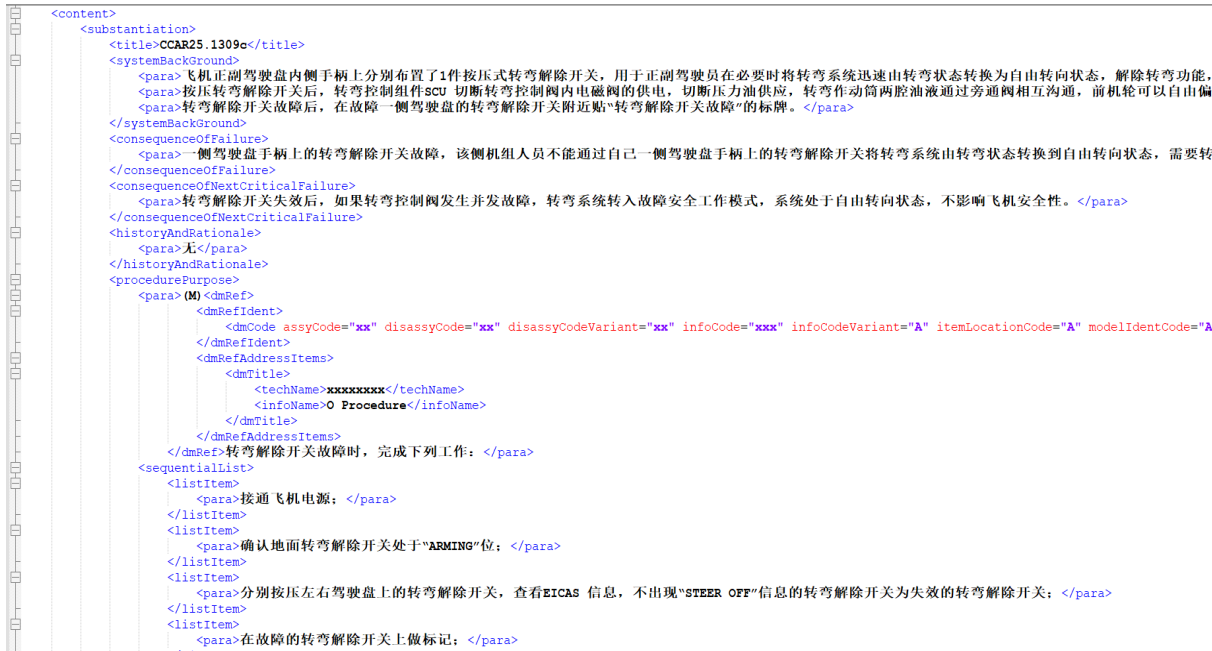 <content>
<substantiation>
<title>CCAR25.1309c</title>
<systemBackGround>
<para>飞机正副驾驶盘内侧手柄上分别布置了1件按压式转弯解除开关，用于正副驾驶员在必要时将转弯系统迅速由转弯状态转换为自由转向状态，解除转弯功能，
<para>按压转弯解除开关后，转弯控制组件SCU 切断转弯控制阀内电磁阀的供电，切断压力油供应，转弯作动筒两腔油液通过旁通阀相互沟通，前机轮可以自由偏
<para>转弯解除开关故障后，在故障一侧驾驶盘的转弯解除开关附近贴“转弯解除开关故障”的标牌。</para>
</systemBackGround>
<consequenceOfFailure>
<para>一侧驾驶盘手柄上的转弯解除开关故障，该侧机组人员不能通过自己一侧驾驶盘手柄上的转弯解除开关将转弯系统由转弯状态转换到自由转向状态，需要转
</consequenceOfFailure>
<consequenceOfNextCriticalFailure>
<para>转弯解除开关失效后，如果转弯控制阀发生并发故障，转弯系统转入故障安全工作模式，系统处于自由转向状态，不影响飞机安全性。</para>
</consequenceOfNextCriticalFailure>
<historyAndRationale>
<para>无</para>
</historyAndRationale>
<procedurePurpose>
<para>(M)<dmRef>
<dmRefIdent>
<dmCode assyCode="xx" disassyCode="xx" disassyCodeVariant="xx" infoCode="xxx" infoCodeVariant="A" itemLocationCode="A" modelIdentCode="A
</dmRefIdent>
<dmRefAddressItems>
<dmTitle>
<techName>xxxxxxxx</techName>
<infoName>O Procedure</infoName>
</dmTitle>
</dmRefAddressItems>
</dmRef>转弯解除开关故障时，完成下列工作：</para>
<sequentialList>
<listItem>
<para>接通飞机电源；</para>
</listItem>
<listItem>
<para>确认地面转弯解除开关处于“ARMING”位；</para>
</listItem>
<listItem>
<para>分别按压左右驾驶盘上的转弯解除开关，查看EICAS 信息，不出现“STEER OFF”信息的转弯解除开关为失效的转弯解除开关；</para>
</listItem>
<listItem>
<para>在故障的转弯解除开关上做标记；</para>